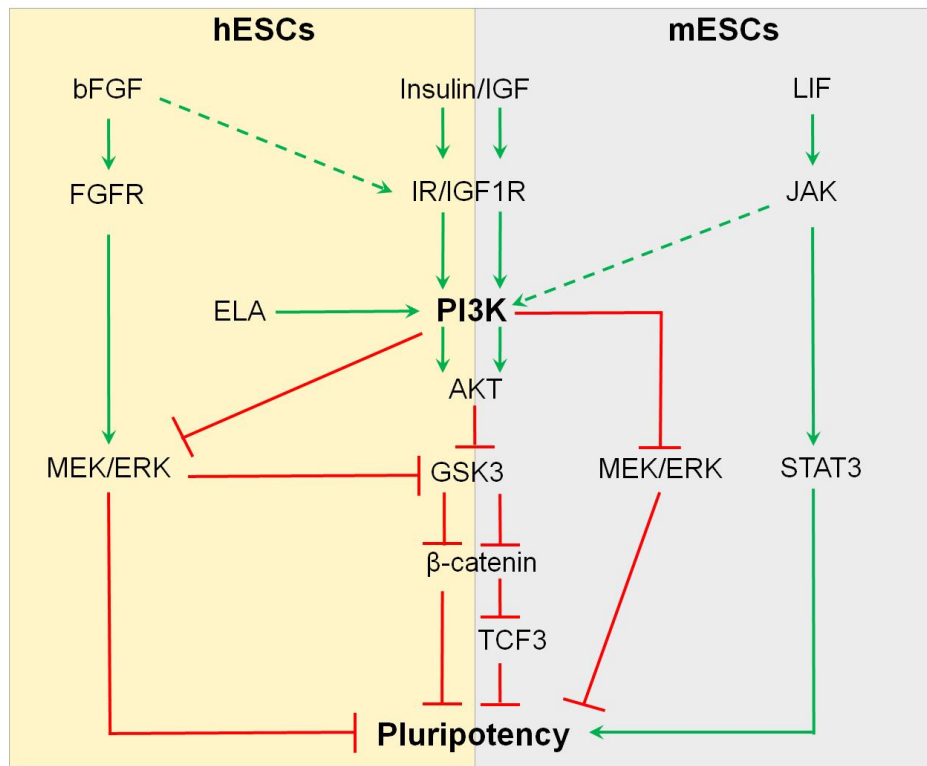 hESCs
mESCs
bFGF
Insulin/IGF
LIF
FGFR
IR/IGF1R
JAK
ELA
PI3K
AKT
MEK/ERK
GSK3
MEK/ERK
STAT3
β-catenin
TCF3
Pluripotency